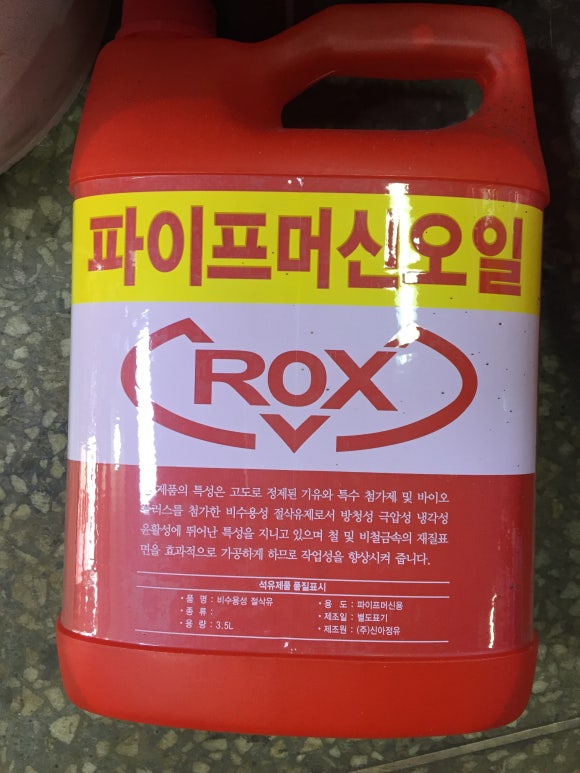 파이프머신오일
ROX
제품의 특성은 고도로 정제된 기유와 특수 첨가제 및 바이오
첨가한 비수용성 절삭유제로서 방청성 극압성 냉각성
윤활성에 뛰어난 특성을 지니고 있으며 철 및 비철금속의 재질표
면을 효과적으로 가공하게 하므로 작업성을 향상시켜 줍니다.
석유제품 품질표시
• 품 명 : 비수용성 절삭유 • 용 도 : 파이프머신용
• 종 류 : • 제조일 : 별도표기
• 용 량 : 3.5L • 제조원 : (주)신아정유